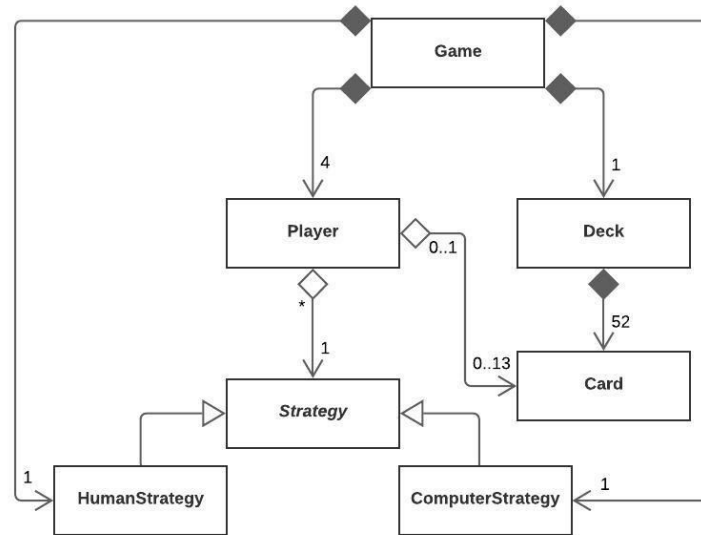 Game
4
1
Player
Deck
0..1
*
52
1
0..13
Strategy
Card
1
HumanStrategy
ComputerStrategy
1